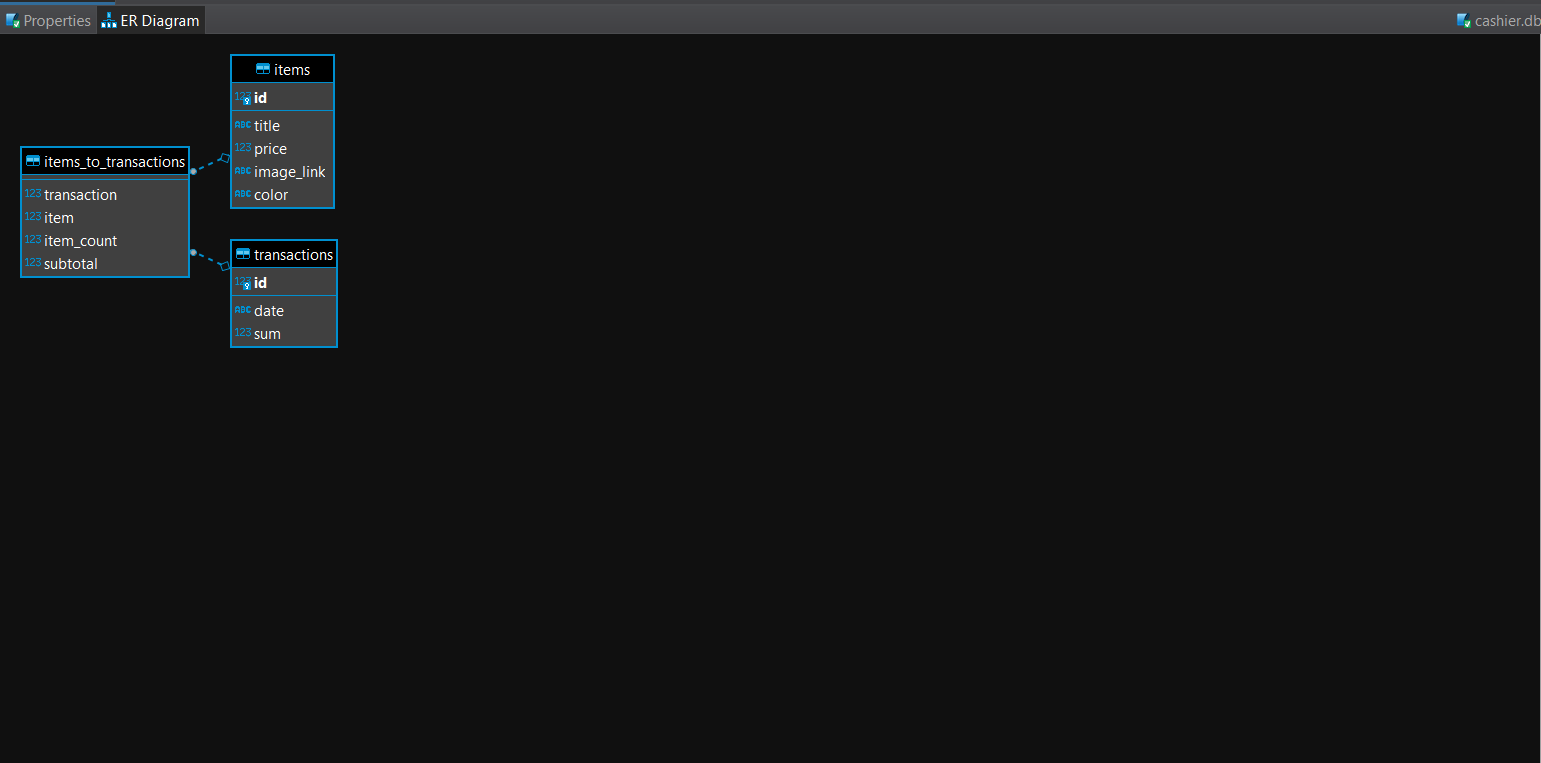 Properties
ER Diagram
cashier.db
items
123 id
ABC title
123 price
ABC image_link
ABC color
items_to_transactions
123 transaction
123 item
123 item_count
123 subtotal
transactions
123 id
ABC date
123 sum